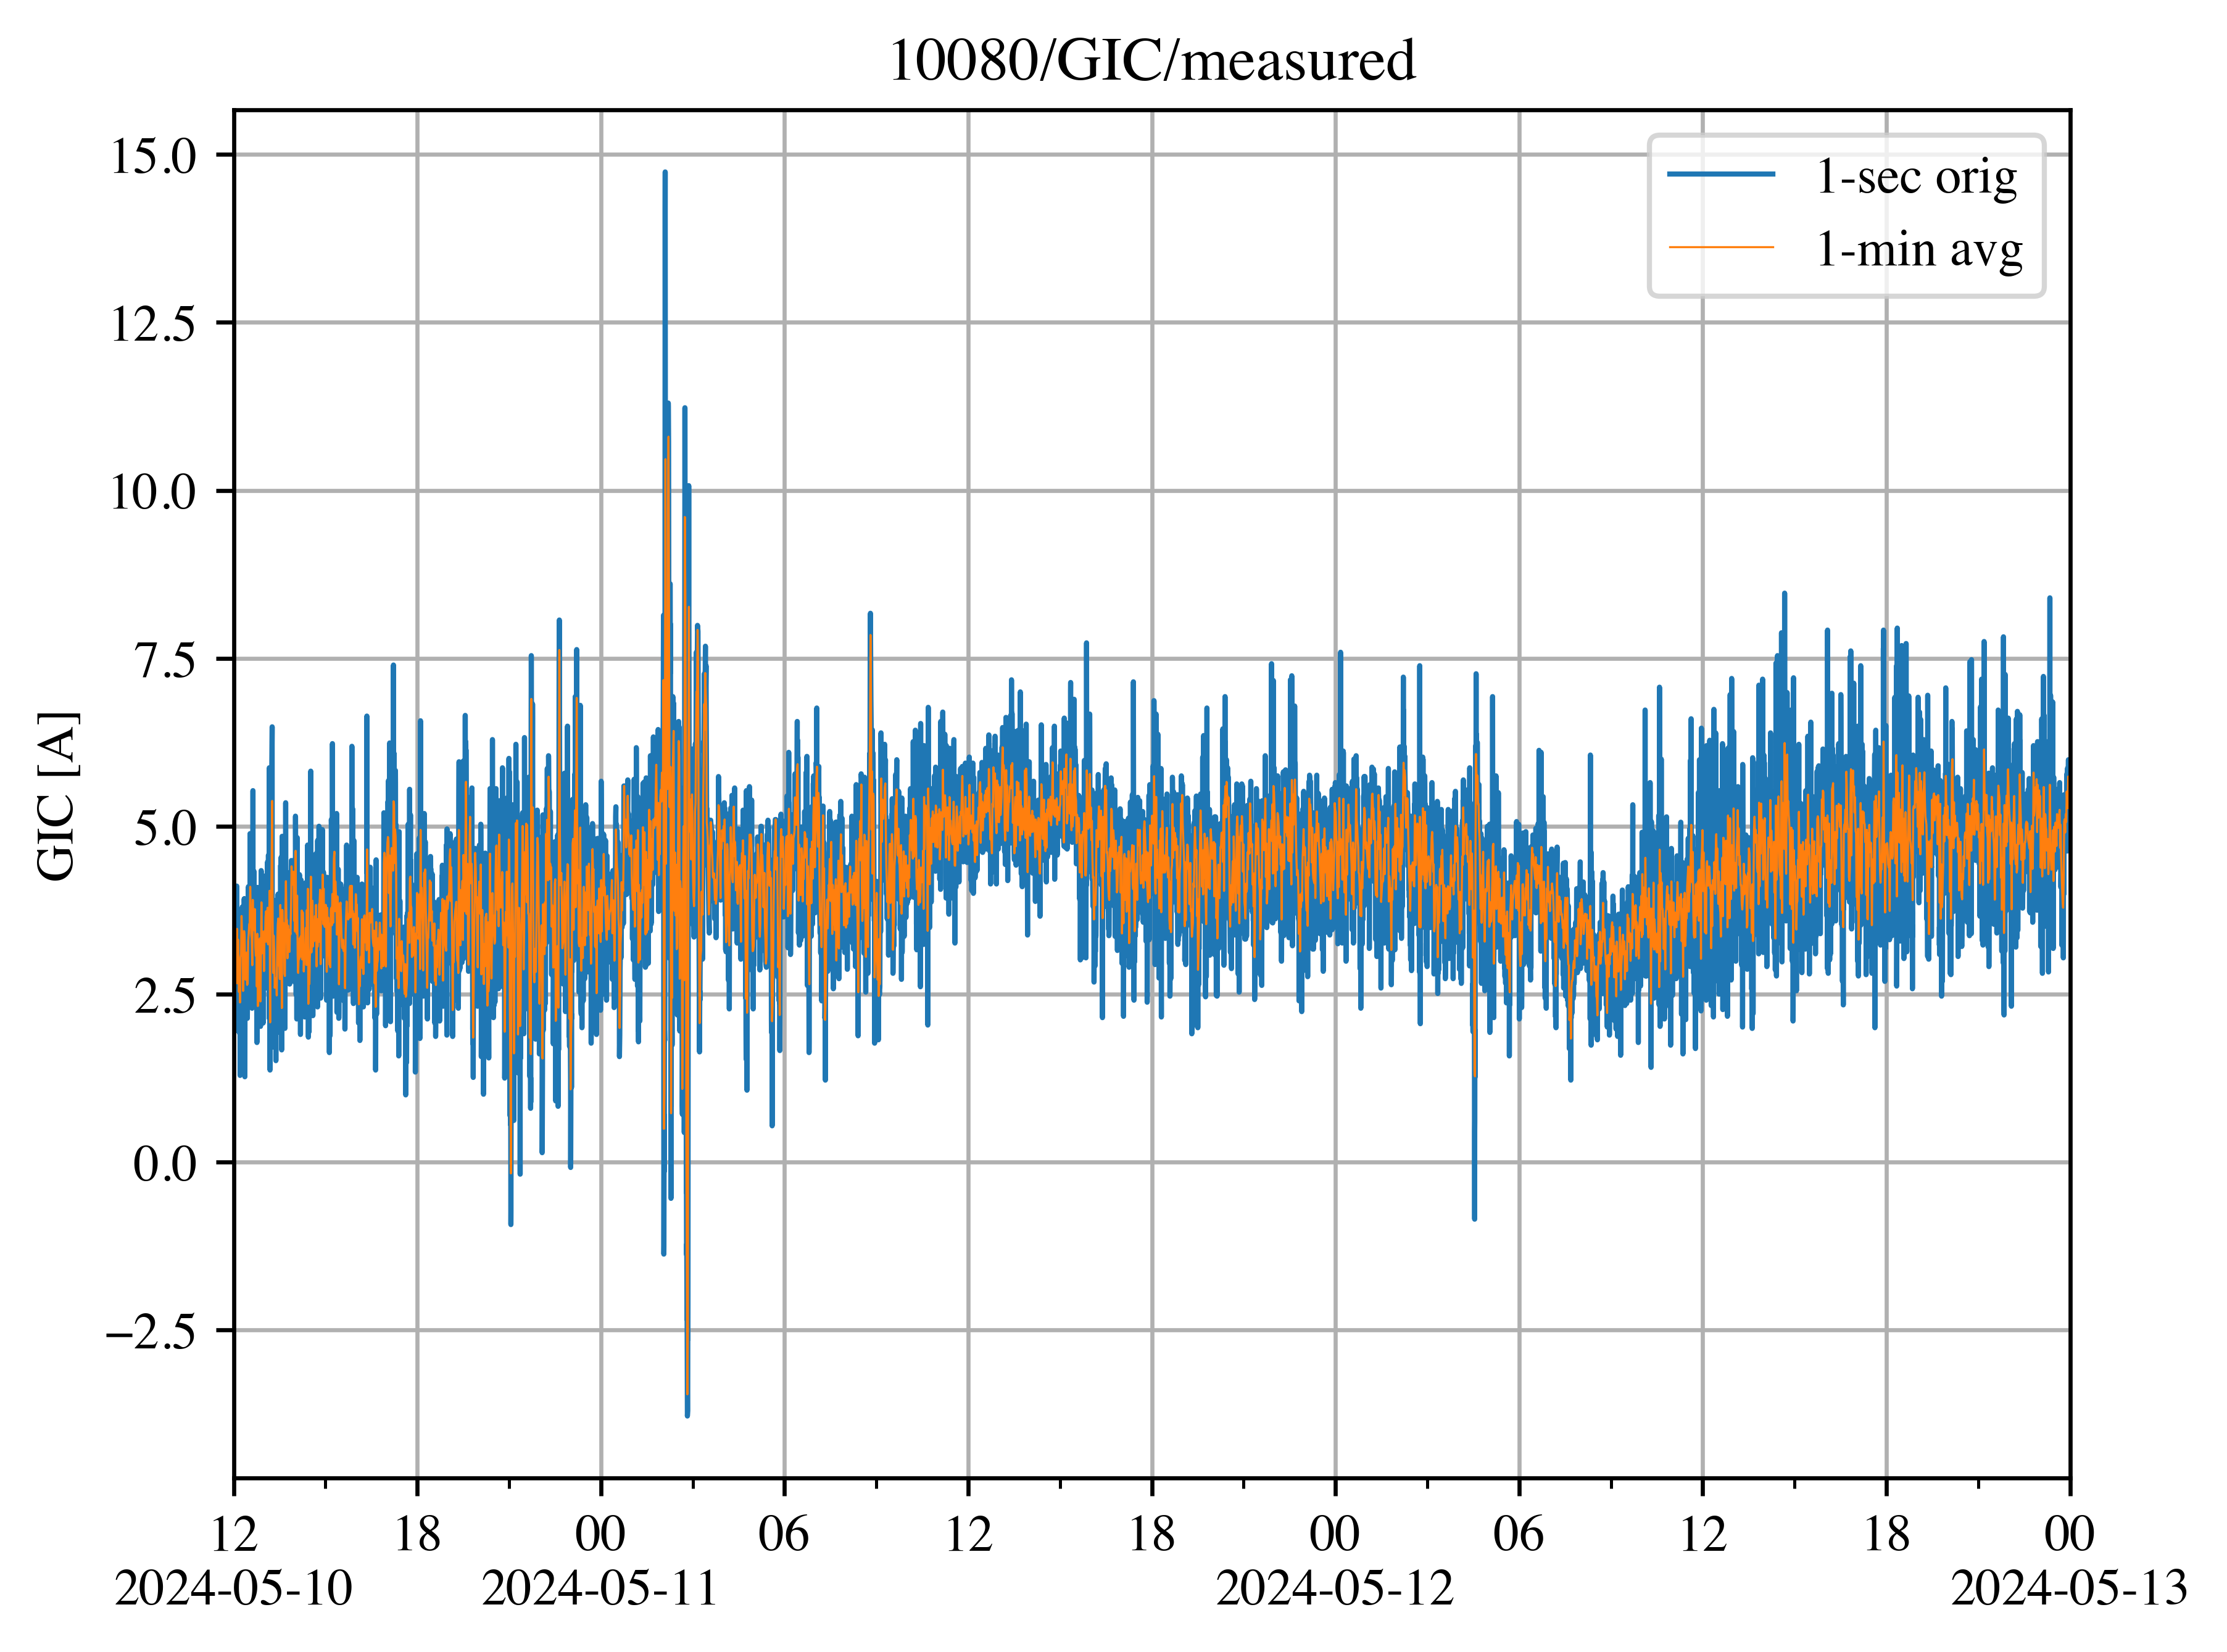 10080/GIC/measured
15.0
12.5
10.0
7.5
5.0
2.5
0.0
−2.5
GIC [A]
1-sec orig
1-min avg
12 18 00 06 12 18 00 06 12 18 00
2024-05-10 2024-05-11 2024-05-12 2024-05-13